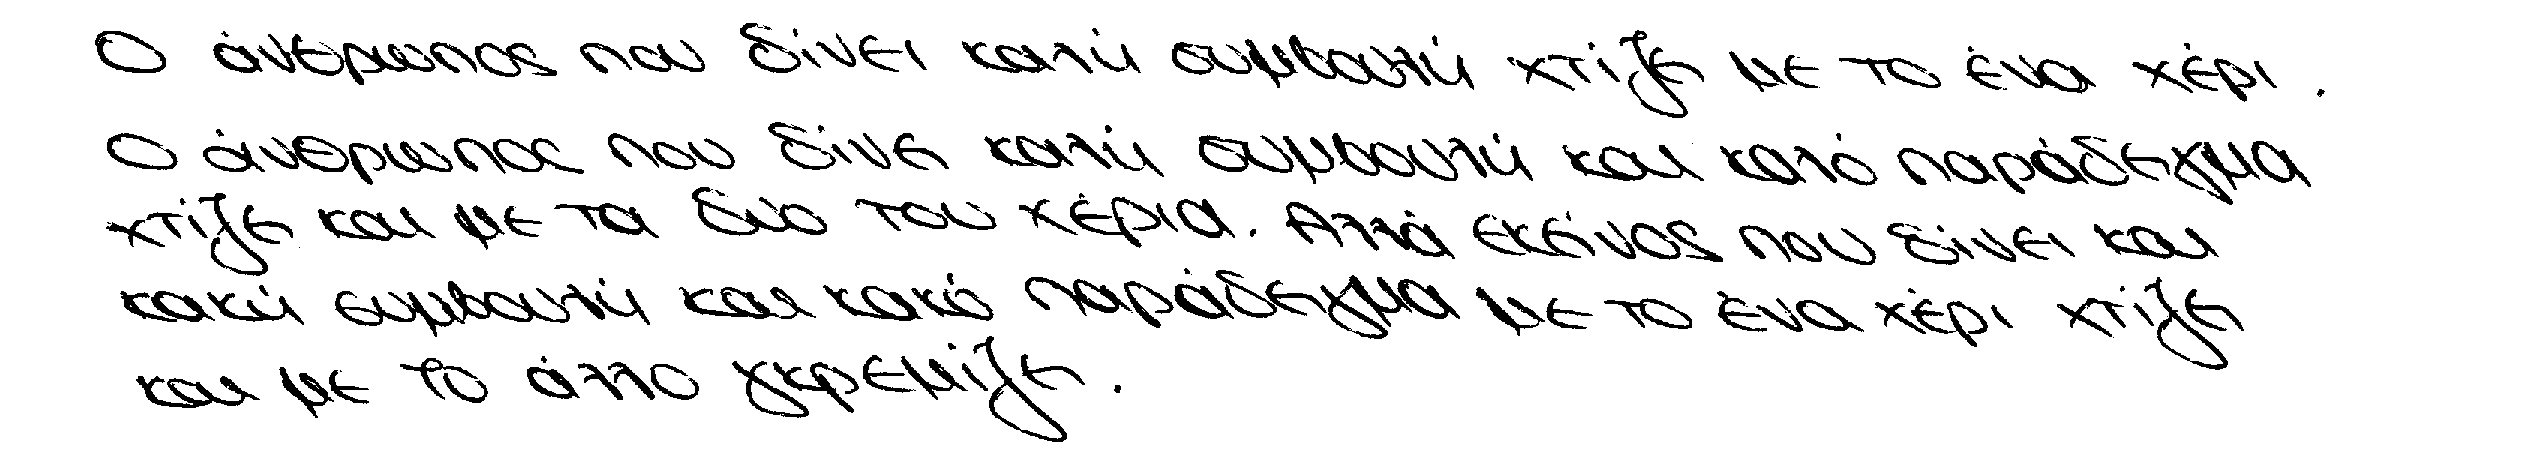 Ο άνθρωπος που δίνει καλή συμβουλή χτίζει με το ένα χέρι.
Ο άνθρωπος που δίνει καλή συμβουλή και καλό παράδειγμα
χτίζει και με τα δυο του χέρια. Αλλά εκείνος που δίνει και
κακή συμβουλή και κακό παράδειγμα με το ένα χέρι χτίζει
και με το άλλο γκρεμίζει.